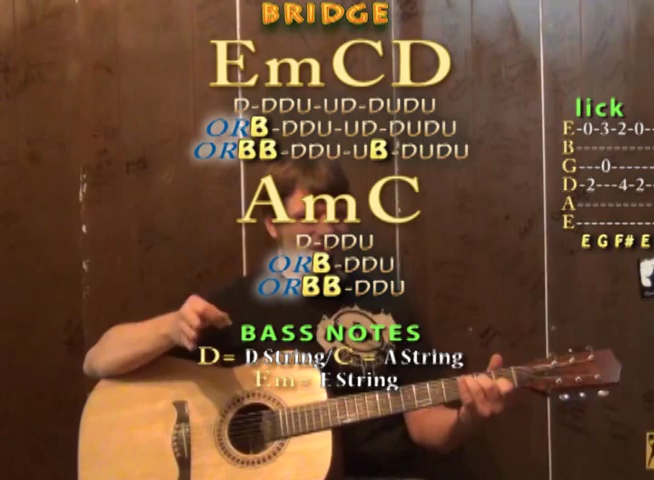 BRIDGE
EmCD
D-DDU-UD-DUDU
ORB-DDU-UD-DUDU
ORBB-DDU-UB-DUDU
AmC
D-DDU
ORB-DDU
ORBB-DDU
BASS NOTES
D= D String/C = A String
Em= E String
lick
E-0-3-2-0--
B----------
G---0------
D-2---4-2--
A----------
E----------
E G F# E